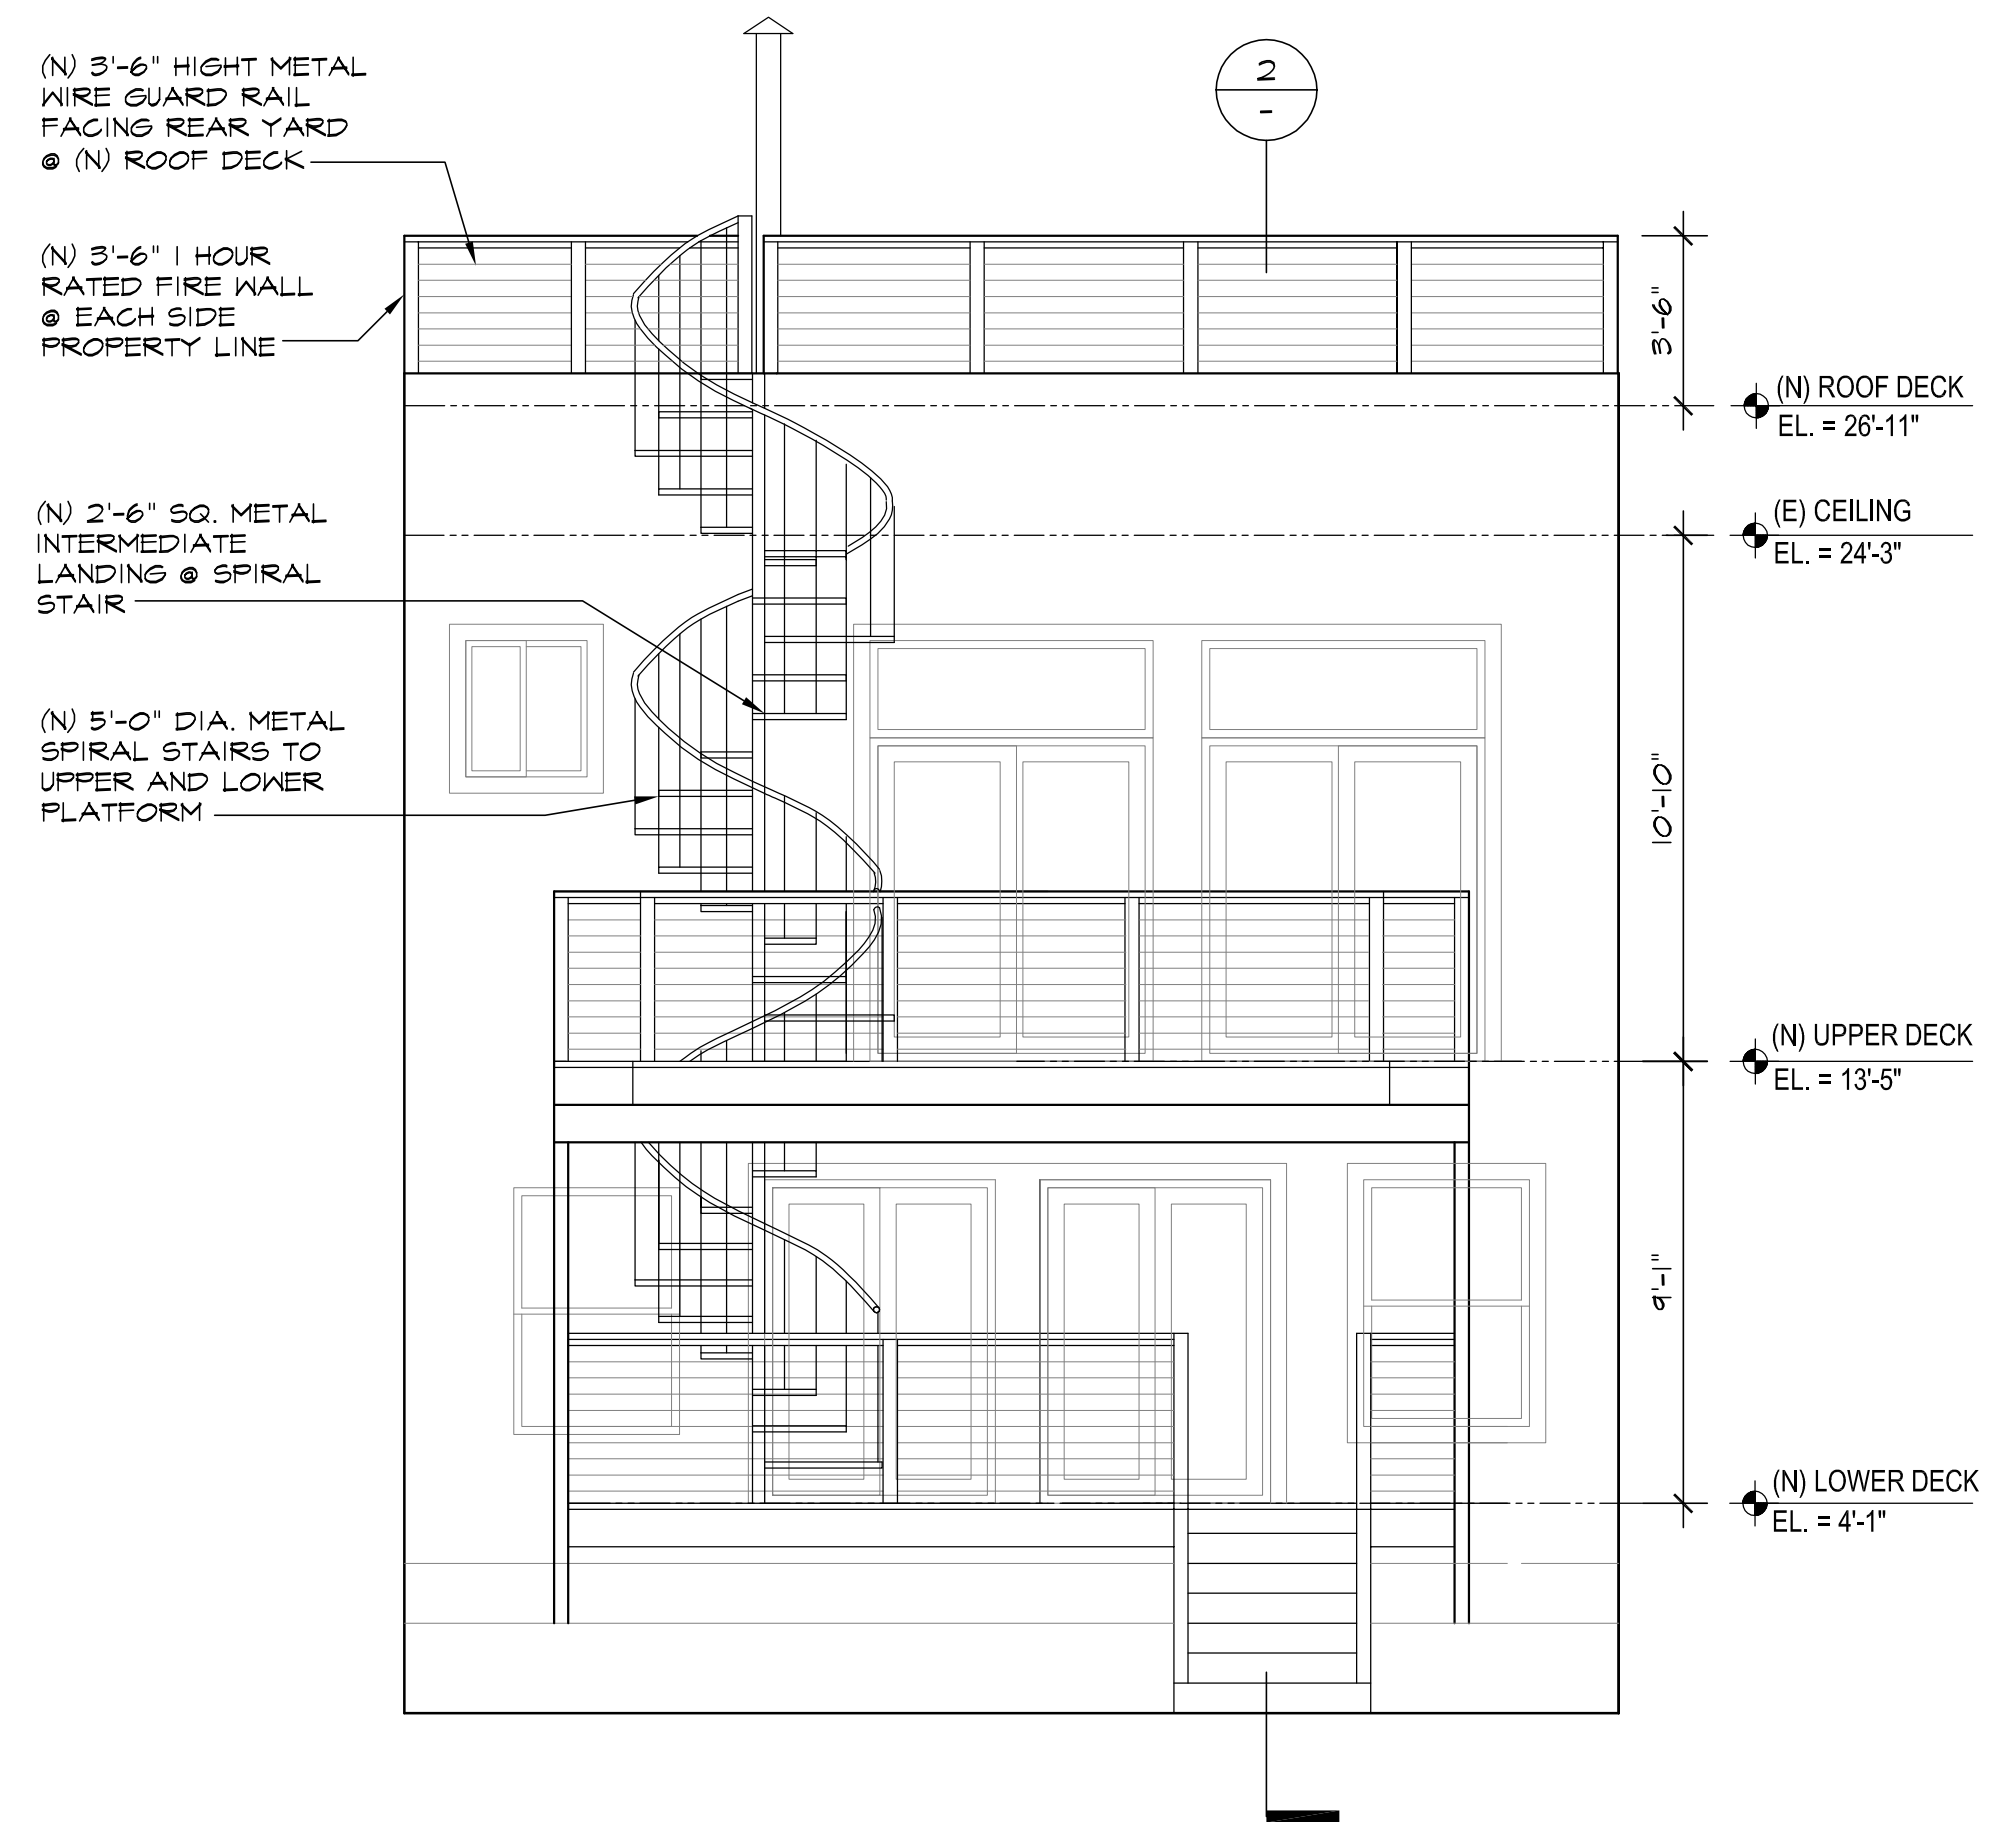 (N) 3'-6" HIGHT METAL
WIRE GUARD RAIL
FACING REAR YARD
@ (N) ROOF DECK
(N) 3'-6" 1 HOUR
RATED FIRE WALL
@ EACH SIDE
PROPERTY LINE
(N) 2'-6" SQ. METAL
INTERMEDIATE
LANDING @ SPIRAL
STAIR
(N) 5'-0" DIA. METAL
SPIRAL STAIRS TO
UPPER AND LOWER
PLATFORM
2
-
3'-6"
(N) ROOF DECK
EL. = 26'-11"
(E) CEILING
EL. = 24'-3"
10'-10"
(N) UPPER DECK
EL. = 13'-5"
9'-1"
(N) LOWER DECK
EL. = 4'-1"